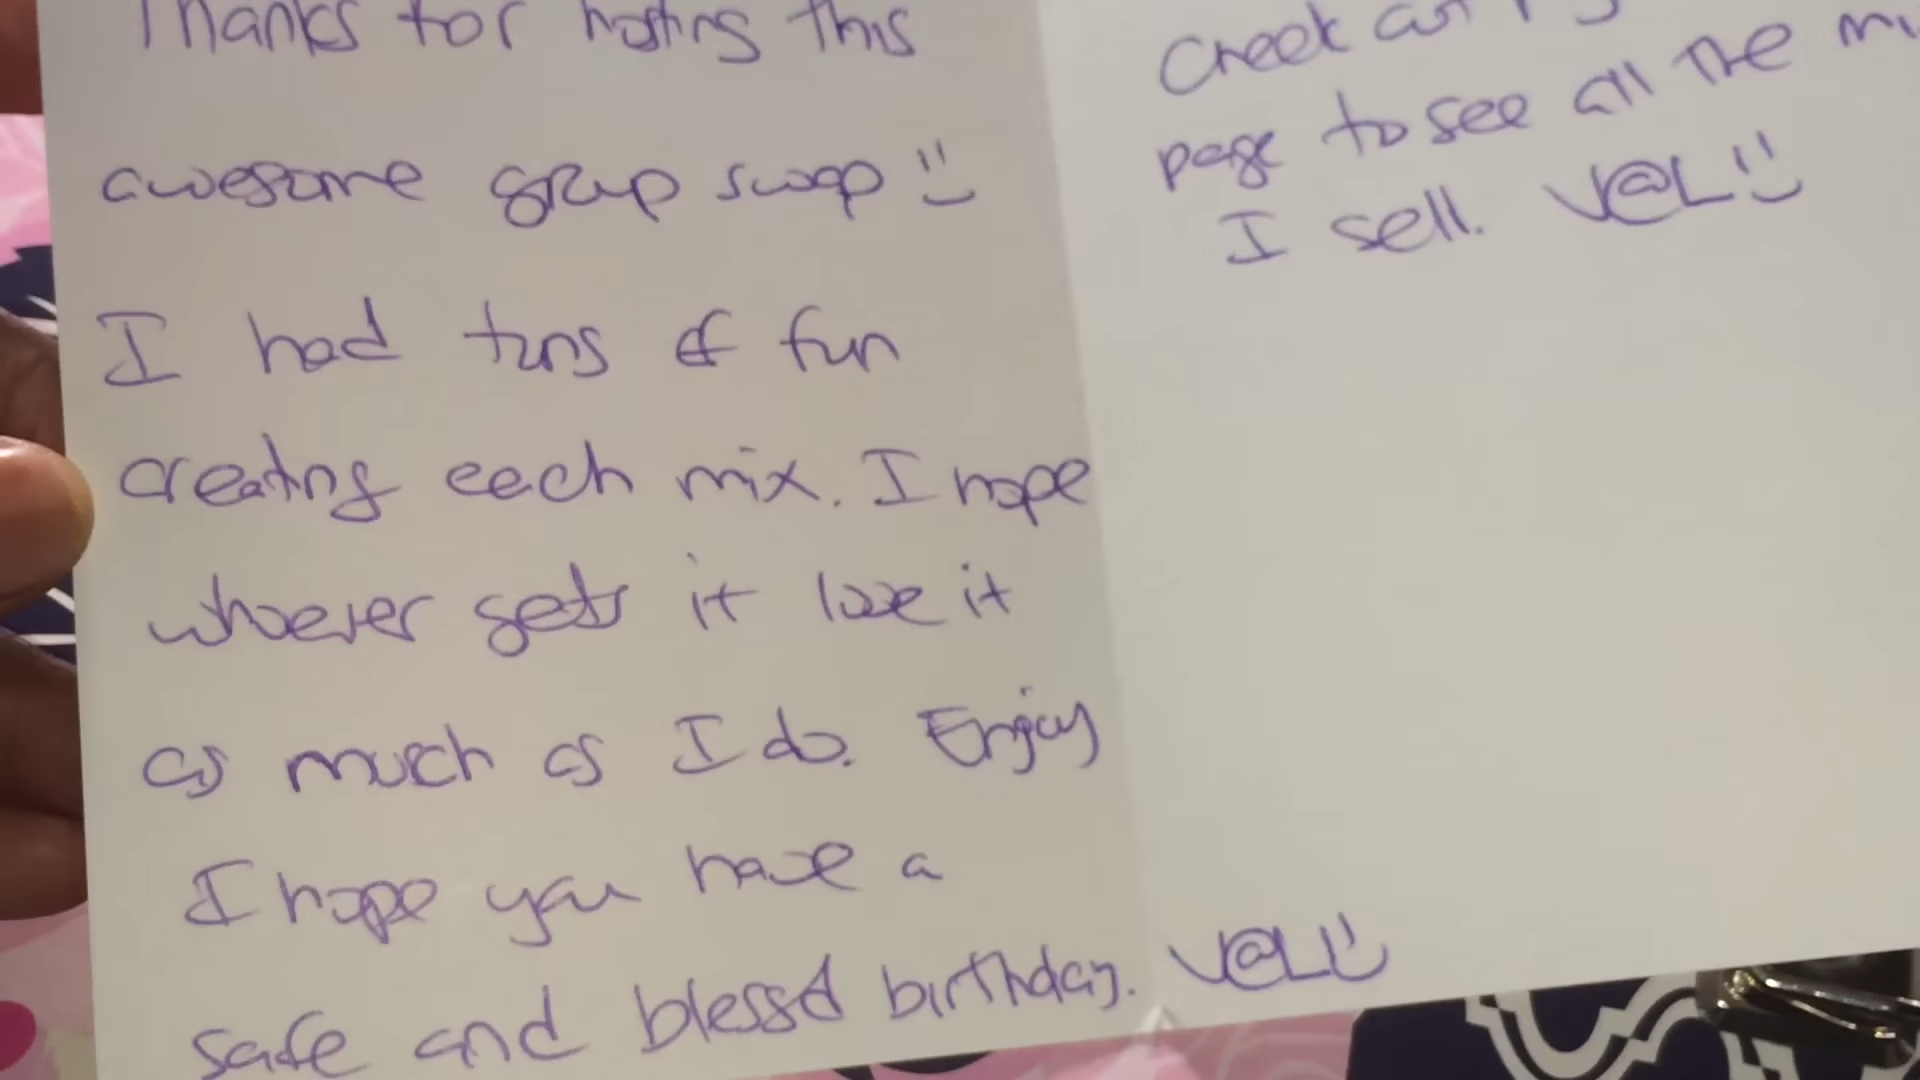 Thanks for hosting this
awesome group swap :)
I had tons of fun
creating each mix. I hope
whoever gets it love it
as much as I do. Enjoy
I hope you have a
safe and blessed birthday. V@L :)
Check out
page to see all the
I sell. V@L :)